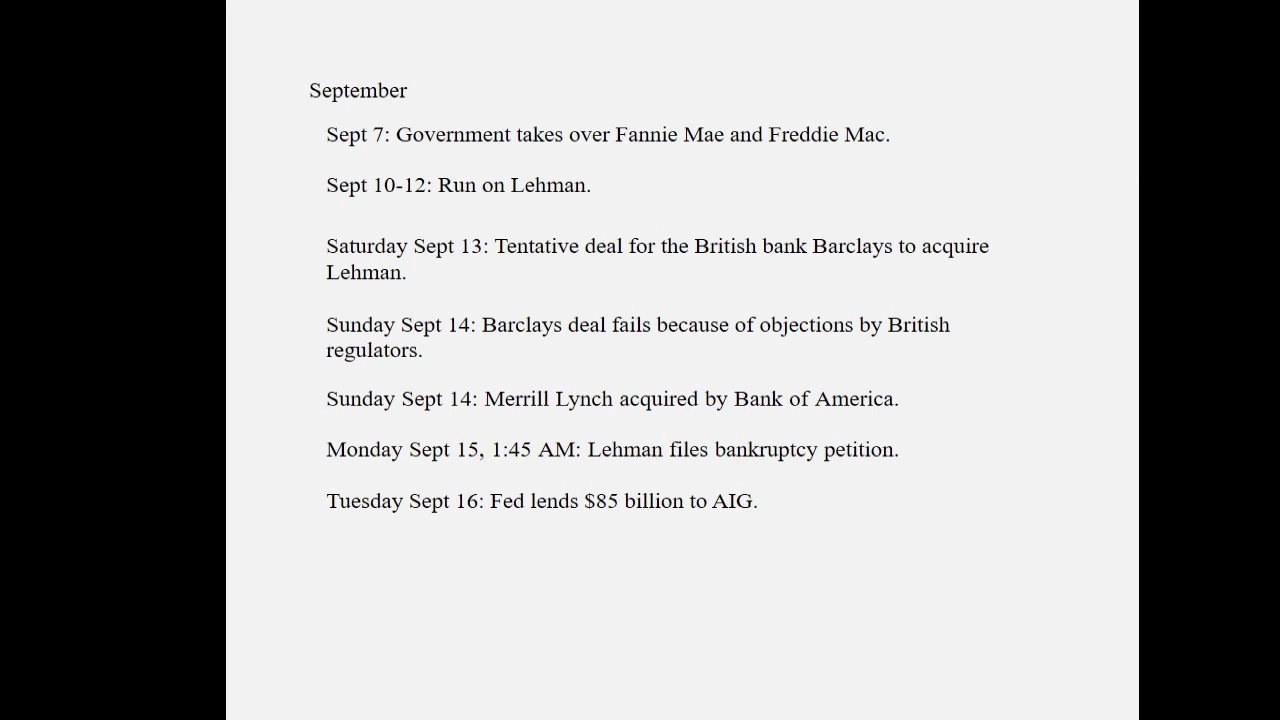 September
Sept 7: Government takes over Fannie Mae and Freddie Mac.
Sept 10-12: Run on Lehman.
Saturday Sept 13: Tentative deal for the British bank Barclays to acquire
Lehman.
Sunday Sept 14: Barclays deal fails because of objections by British
regulators.
Sunday Sept 14: Merrill Lynch acquired by Bank of America.
Monday Sept 15, 1:45 AM: Lehman files bankruptcy petition.
Tuesday Sept 16: Fed lends $85 billion to AIG.